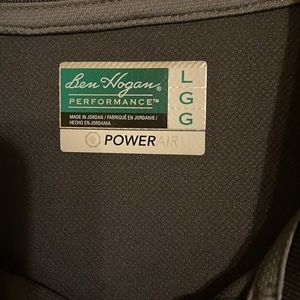 Ben Hogan®
PERFORMANCE™
MADE IN JORDAN / FABRIQUÉ EN JORDANIE /
HECHO EN JORDANIA
L
G
G
POWERAIR